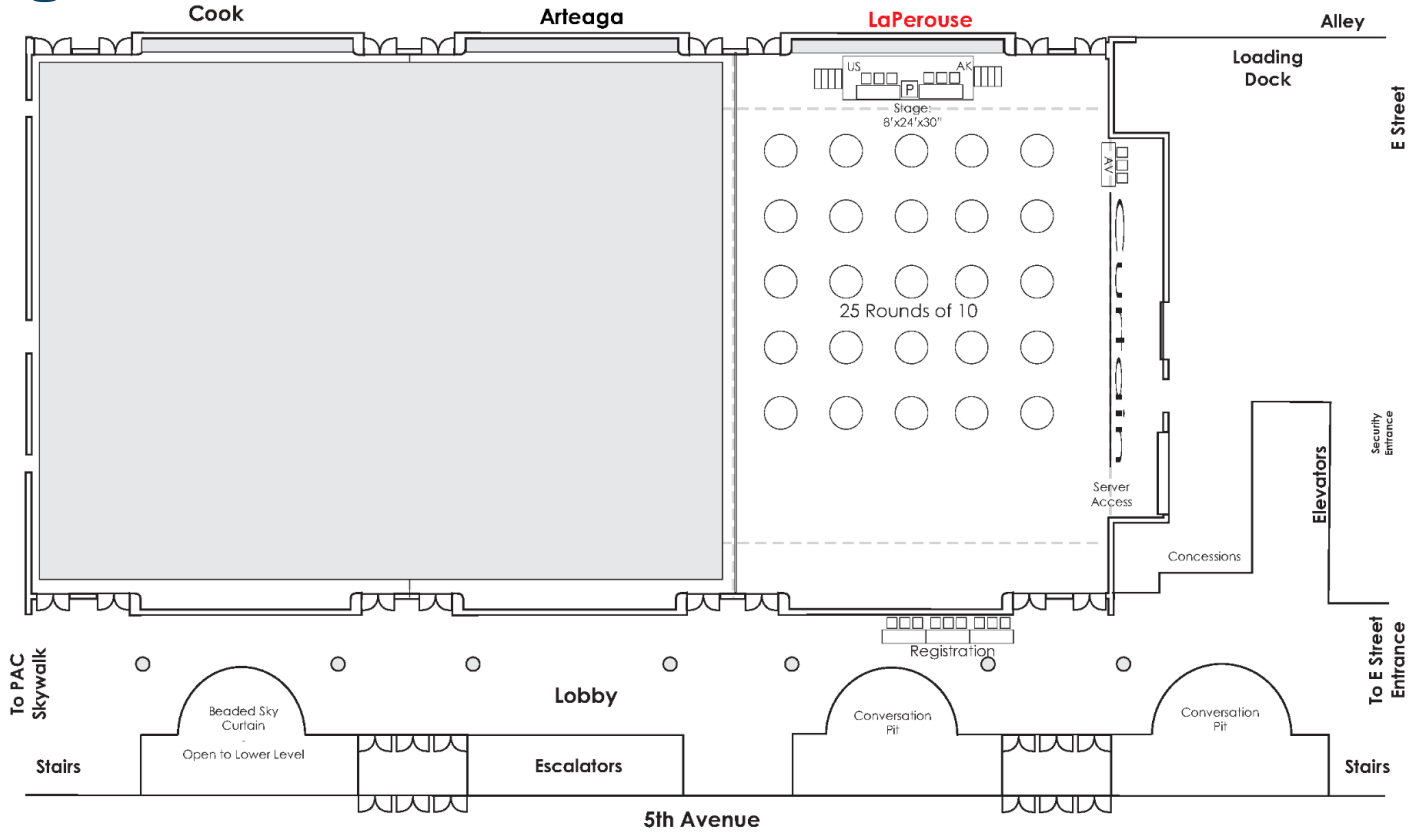 Cook
Arteaga
LaPerouse
Alley
Loading
Dock
E Street
US
AK
P
Stage:
8'x24'x30"
AV
25 Rounds of 10
Server
Access
Security
Entrance
Elevators
Concessions
Registration
To PAC
Skywalk
Lobby
To E Street
Entrance
Beaded Sky
Curtain
-
Open to Lower Level
Conversation
Pit
Conversation
Pit
Stairs
Escalators
Stairs
5th Avenue